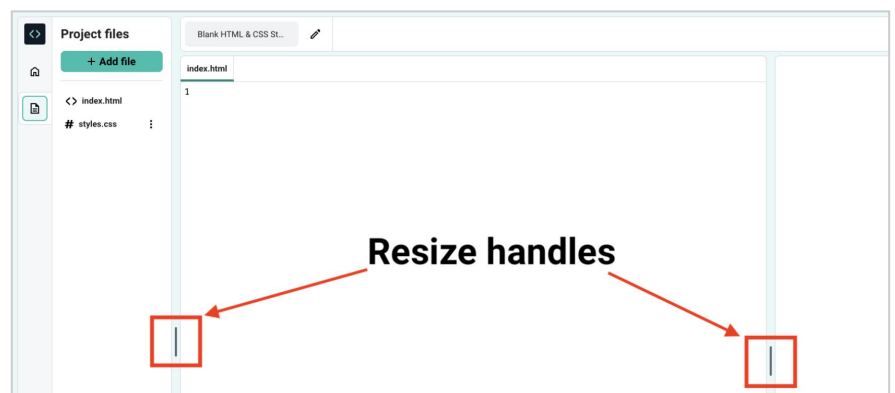 Project files
+ Add file
<> index.html
# styles.css
Blank HTML & CSS St...
index.html
1
Resize handles